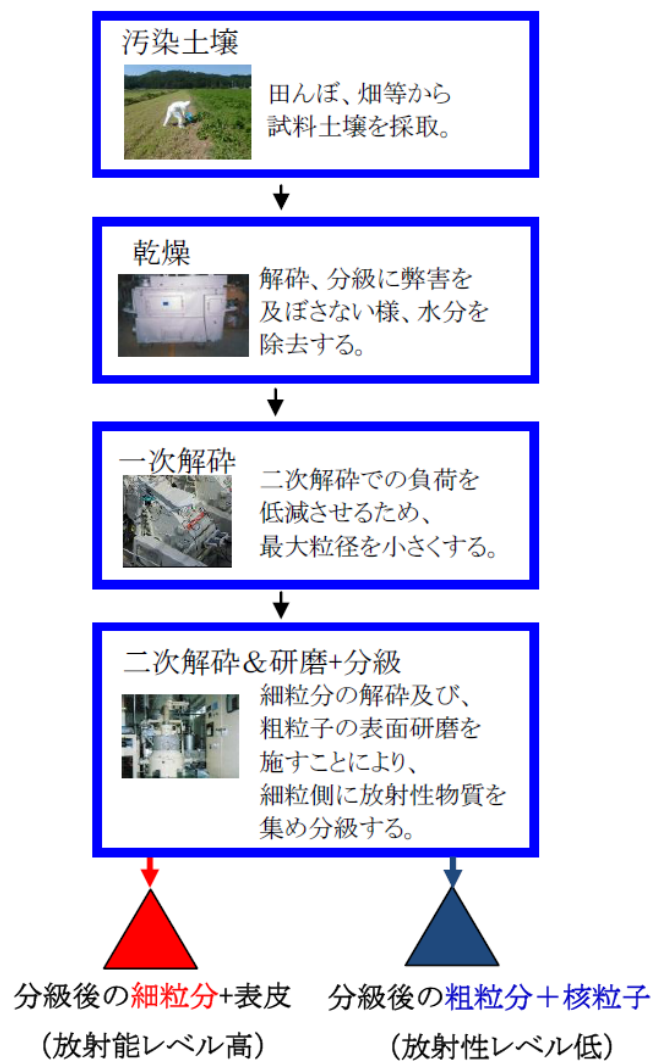 汚染土壌
田んぼ、畑等から
試料土壌を採取。
乾燥
解砕、分級に弊害を
及ぼさない様、水分を
除去する。
一次解砕
二次解砕での負荷を
低減させるため、
最大粒径を小さくする。
二次解砕&研磨+分級
細粒分の解砕及び、
粗粒子の表面研磨を
施すことにより、
細粒側に放射性物質を
集め分級する。
分級後の細粒分+表皮
(放射能レベル高)
分級後の粗粒分+核粒子
(放射性レベル低)